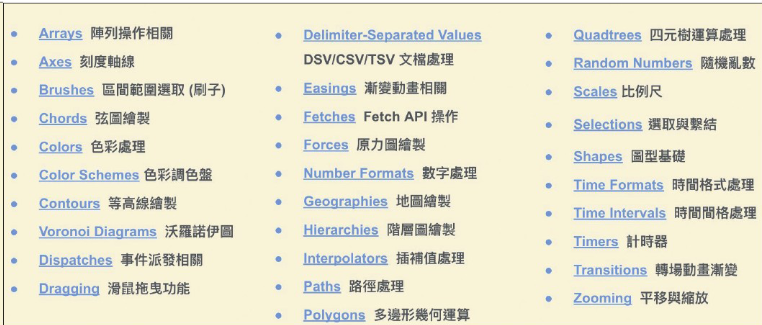 Arrays 陣列操作相關
Axes 刻度軸線
Brushes 區間範圍選取 (刷子)
Chords 弦圖繪製
Colors 色彩處理
Color Schemes 色彩調色盤
Contours 等高線繪製
Voronoi Diagrams 沃羅諾伊圖
Dispatches 事件派發相關
Dragging 滑鼠拖曳功能
Delimiter-Separated Values
DSV/CSV/TSV 文檔處理
Easings 漸變動畫相關
Fetches Fetch API 操作
Forces 原力圖繪製
Number Formats 數字處理
Geographies 地圖繪製
Hierarchies 階層圖繪製
Interpolators 插補值處理
Paths 路徑處理
Polygons 多邊形幾何運算
Quadtrees 四元樹運算處理
Random Numbers 隨機亂數
Scales 比例尺
Selections 選取與繫結
Shapes 圖型基礎
Time Formats 時間格式處理
Time Intervals 時間間格處理
Timers 計時器
Transitions 轉場動畫漸變
Zooming 平移與縮放